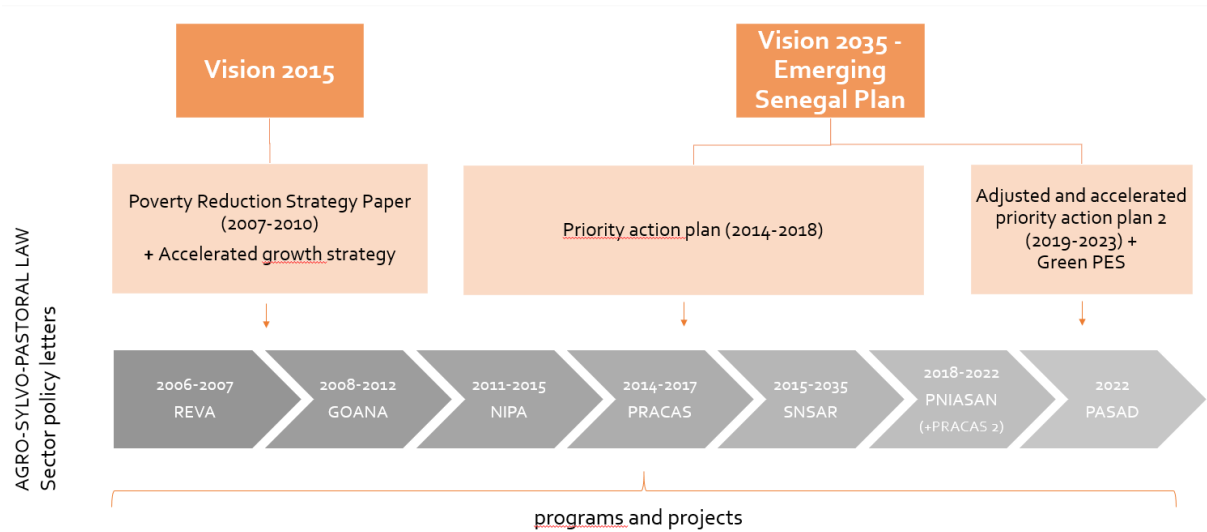 Vision 2015
Vision 2035 -
Emerging
Senegal Plan
Poverty Reduction Strategy Paper
(2007-2010)
+ Accelerated growth strategy
Priority action plan (2014-2018)
Adjusted and accelerated
priority action plan 2
(2019-2023) +
Green PES
AGRO-SYLVO-PASTORAL LAW
Sector policy letters
2006-2007
REVA
2008-2012
GOANA
2011-2015
NIPA
2014-2017
PRACAS
2015-2035
SNSAR
2018-2022
PNIASAN
(+PRACAS 2)
2022
PASAD
programs and projects